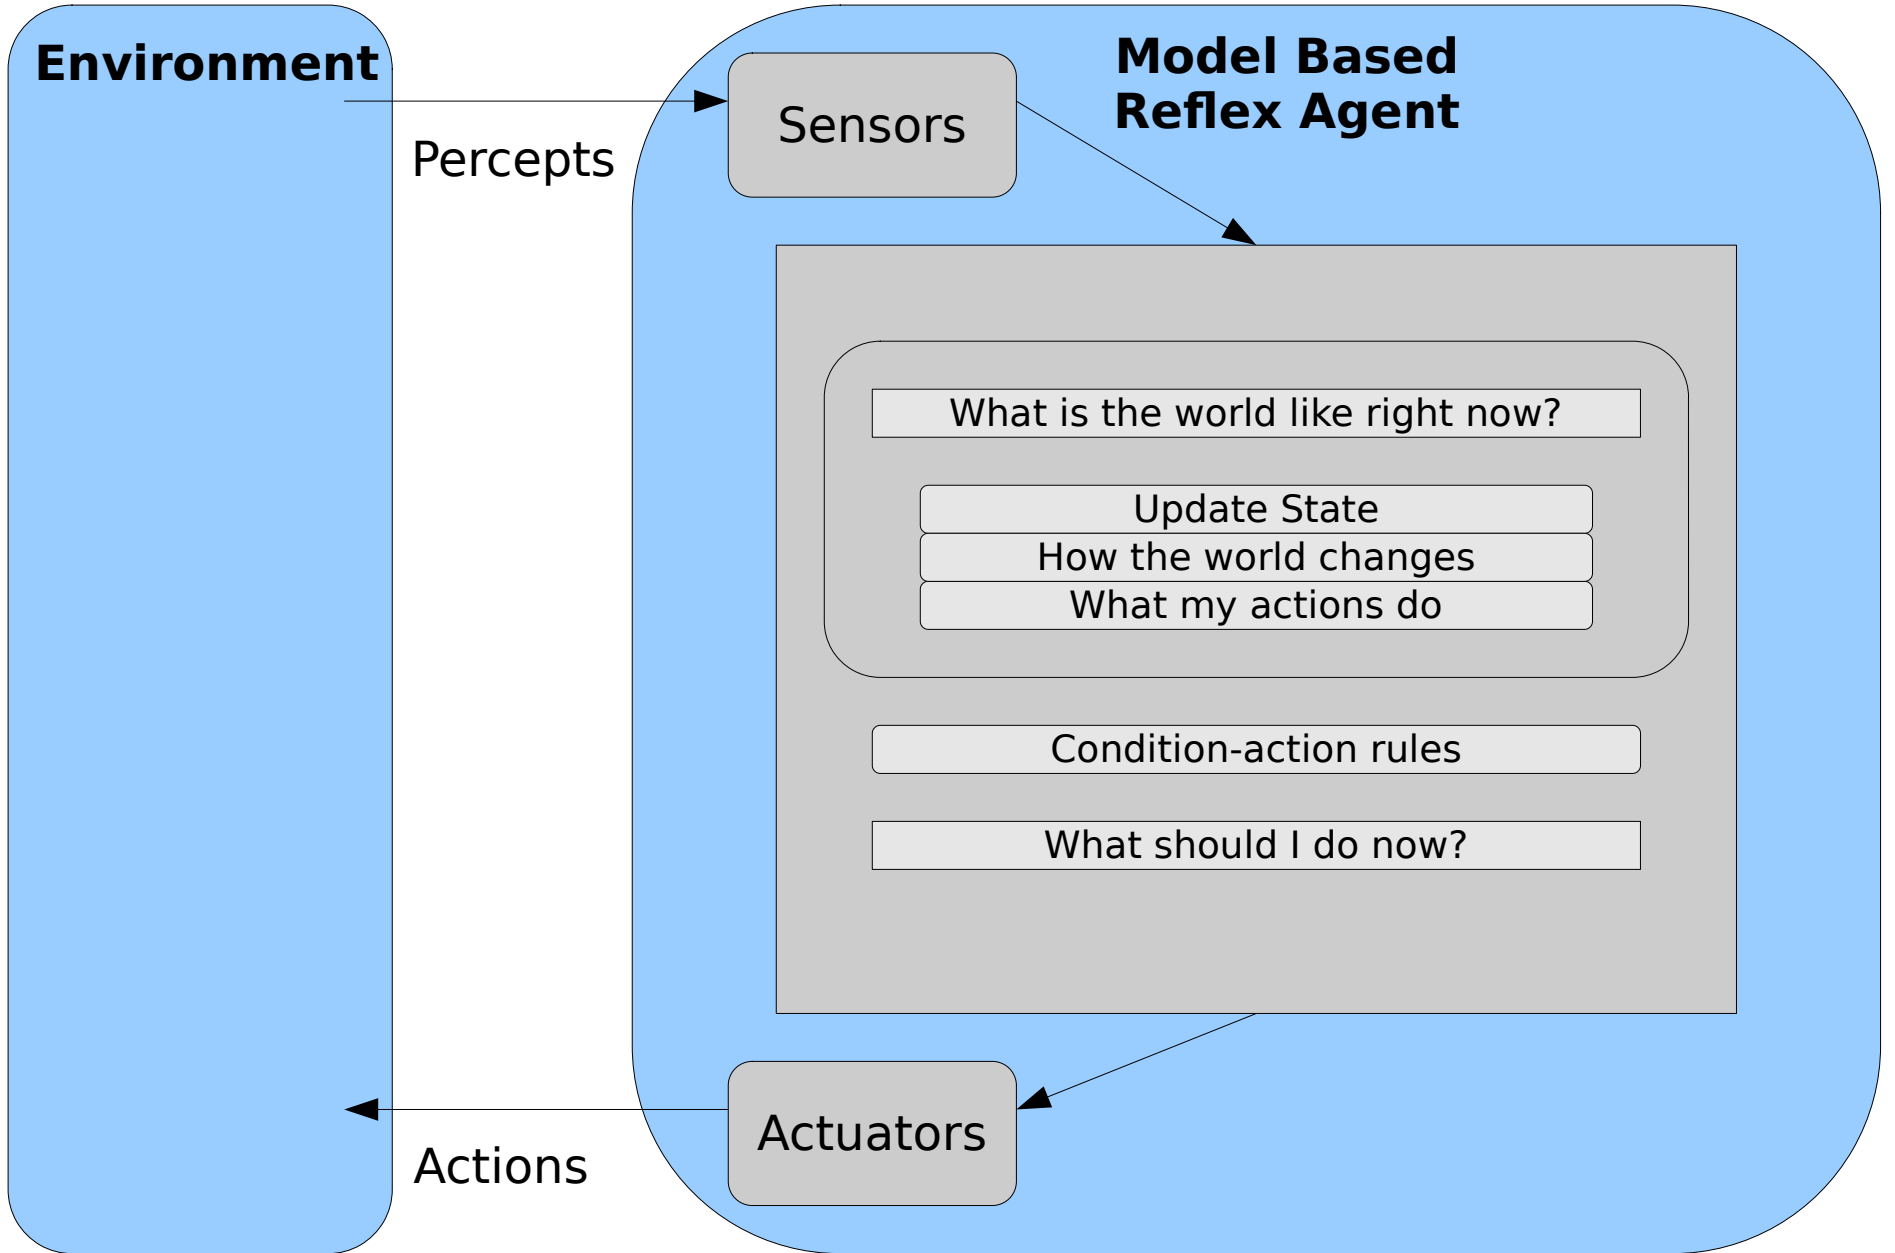 Environment
Model Based
Reflex Agent
Sensors
Percepts
What is the world like right now?
Update State
How the world changes
What my actions do
Condition-action rules
What should I do now?
Actuators
Actions